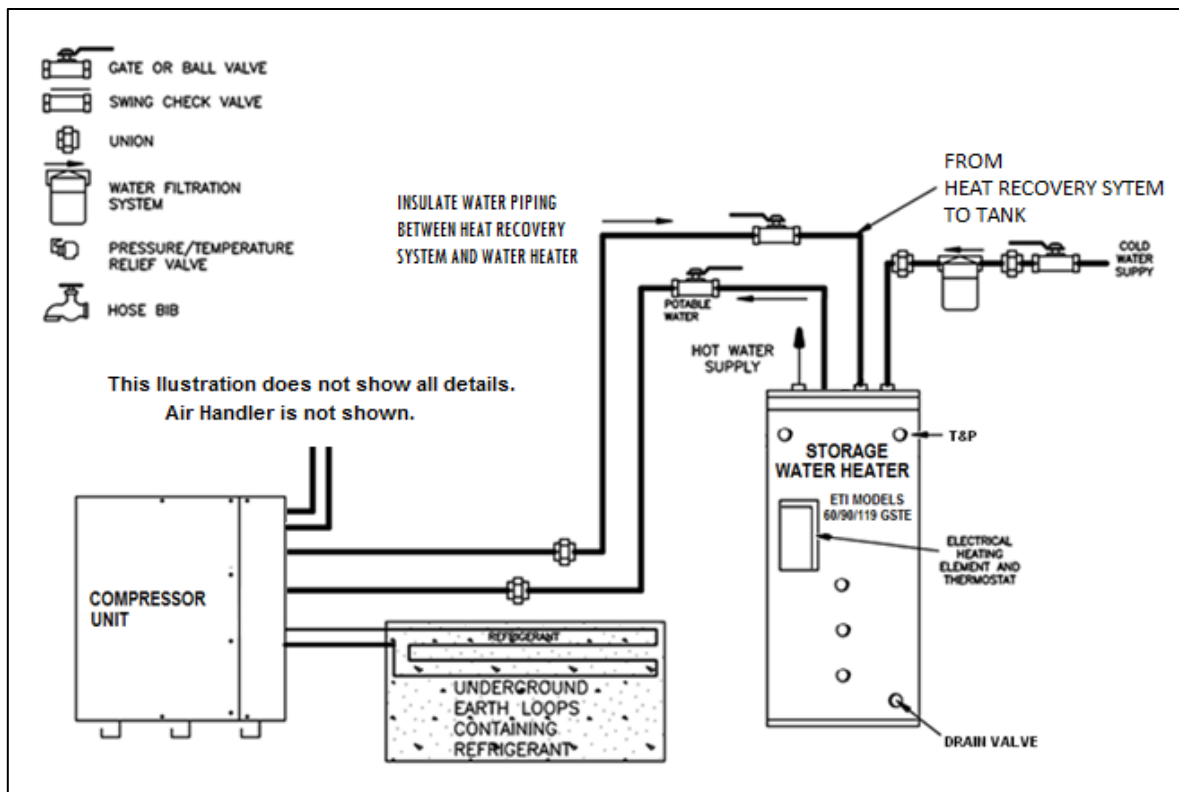 GATE OR BALL VALVE
SWING CHECK VALVE
UNION
WATER FILTRATION
SYSTEM
PRESSURE/TEMPERATURE
RELIEF VALVE
HOSE BIB
INSULATE WATER PIPING
BETWEEN HEAT RECOVERY
SYSTEM AND WATER HEATER
FROM
HEAT RECOVERY SYTEM
TO TANK
COLD
WATER
SUPPY
POTABLE
WATER
HOT WATER
SUPPLY
This Ilustration does not show all details.
Air Handler is not shown.
T&P
STORAGE
WATER HEATER
ETI MODELS
60/90/119 GSTE
ELECTRICAL
HEATING
ELEMENT AND
THERMOSTAT
COMPRESSOR
UNIT
REFRIGERANT
UNDERGROUND
EARTH LOOPS
CONTAINING
REFRIGERANT
DRAIN VALVE